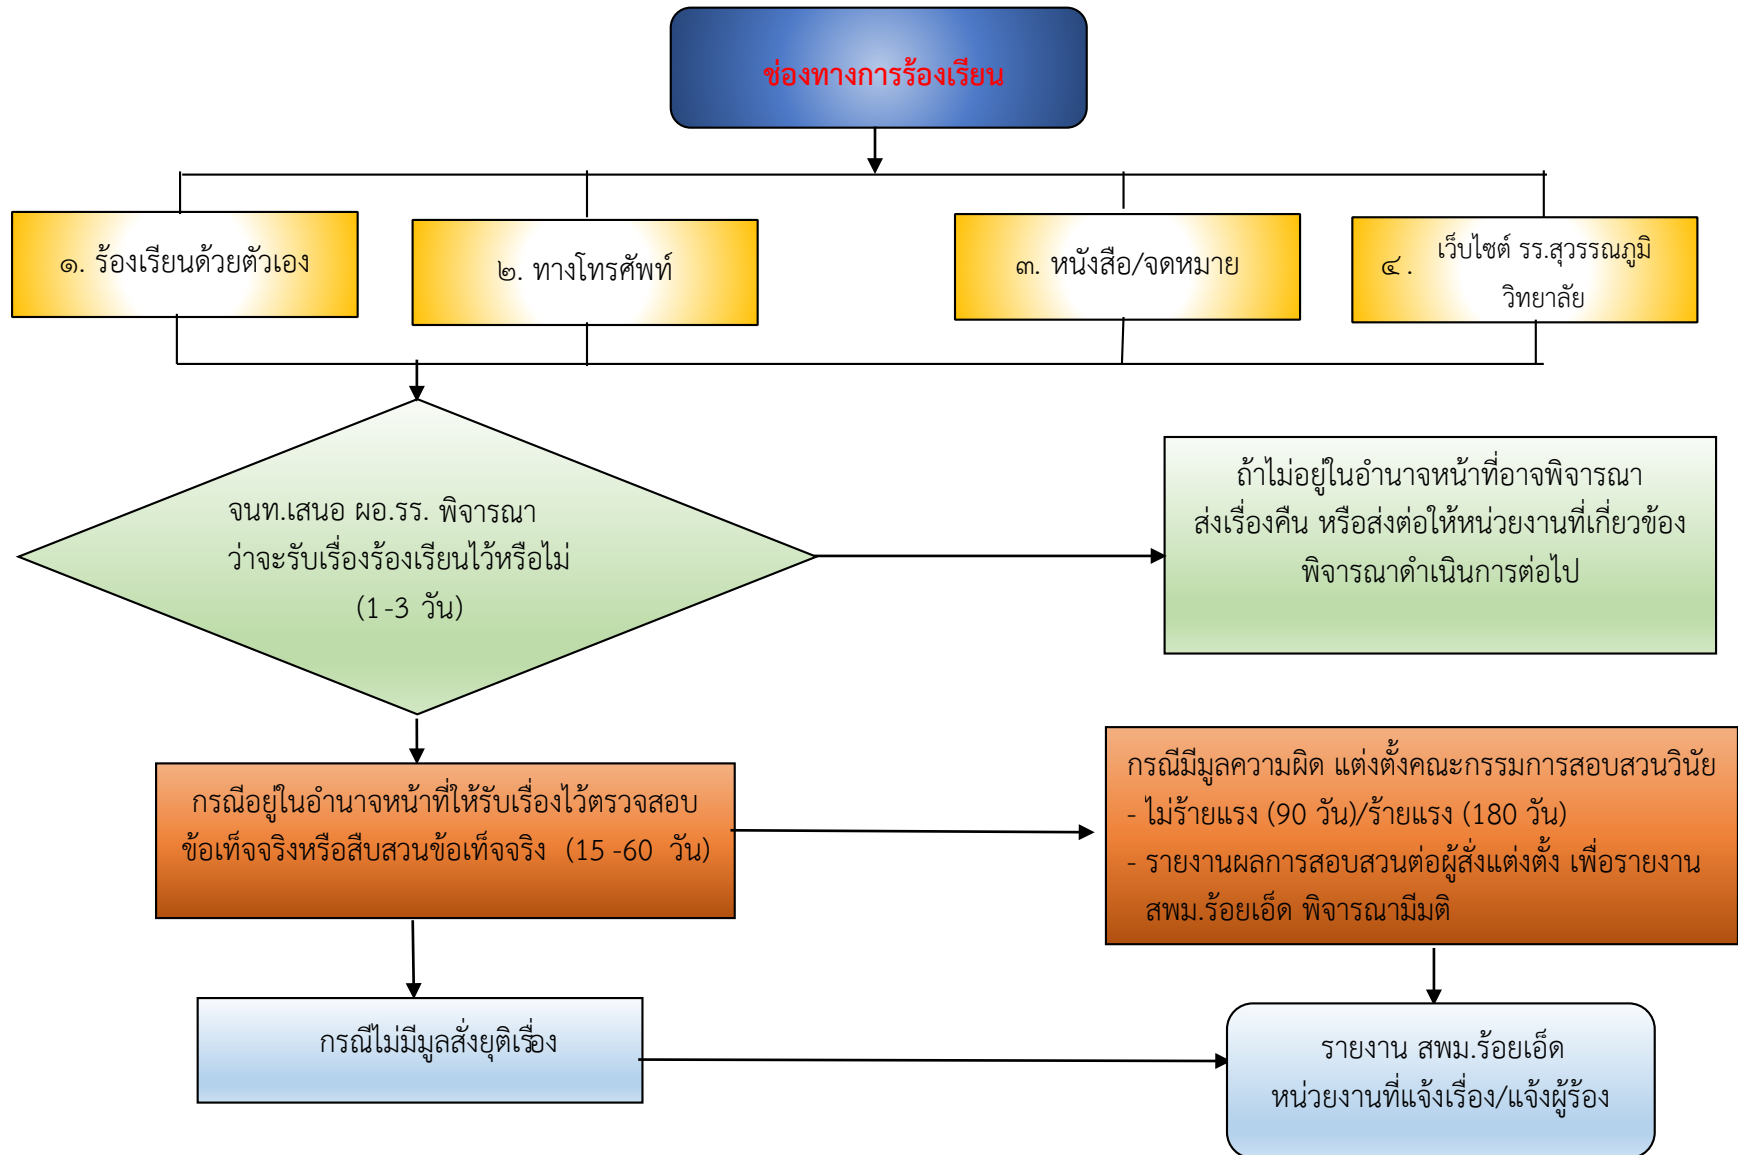 ช่องทางการร้องเรียน
๑. ร้องเรียนด้วยตัวเอง
๒. ทางโทรศัพท์
๓. หนังสือ/จดหมาย
๔. เว็บไซต์ รร.สุวรรณภูมิ
วิทยาลัย
จนท.เสนอ ผอ.รร. พิจารณา
ว่าจะรับเรื่องร้องเรียนไว้หรือไม่
(1-3 วัน)
ถ้าไม่อยู่ในอำนาจหน้าที่อาจพิจารณา
ส่งเรื่องคืน หรือส่งต่อให้หน่วยงานที่เกี่ยวข้อง
พิจารณาดำเนินการต่อไป
กรณีอยู่ในอำนาจหน้าที่ให้รับเรื่องไว้ตรวจสอบ
ข้อเท็จจริงหรือสืบสวนข้อเท็จจริง (15-60 วัน)
กรณีมีมูลความผิด แต่งตั้งคณะกรรมการสอบสวนวินัย
- ไม่ร้ายแรง (90 วัน)/ร้ายแรง (180 วัน)
- รายงานผลการสอบสวนต่อผู้สั่งแต่งตั้ง เพื่อรายงาน
สพม.ร้อยเอ็ด พิจารณามีมติ
กรณีไม่มีมูลสั่งยุติเรื่อง
รายงาน สพม.ร้อยเอ็ด
หน่วยงานที่แจ้งเรื่อง/แจ้งผู้ร้อง